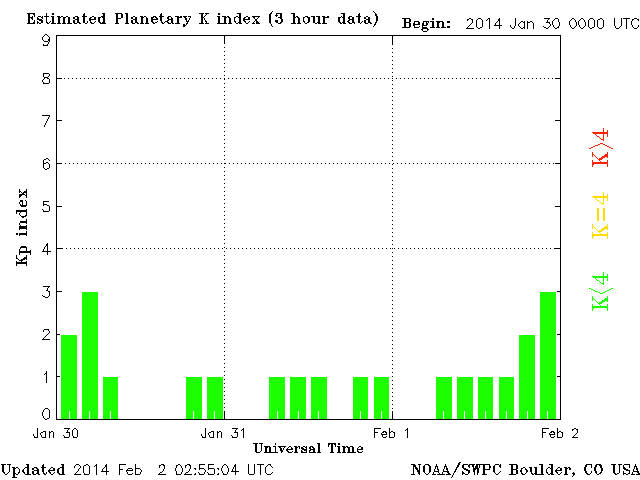 Estimated Planetary K index (3 hour data) Begin: 2014 Jan 30 0000 UTC
9
8
7
6
5
4
3
2
1
0
Kp index
K>4
K=4
K<4
Jan 30 Jan 31 Feb 1 Feb 2
Universal Time
Updated 2014 Feb 2 02:55:04 UTC NOAA/SWPC Boulder, CO USA